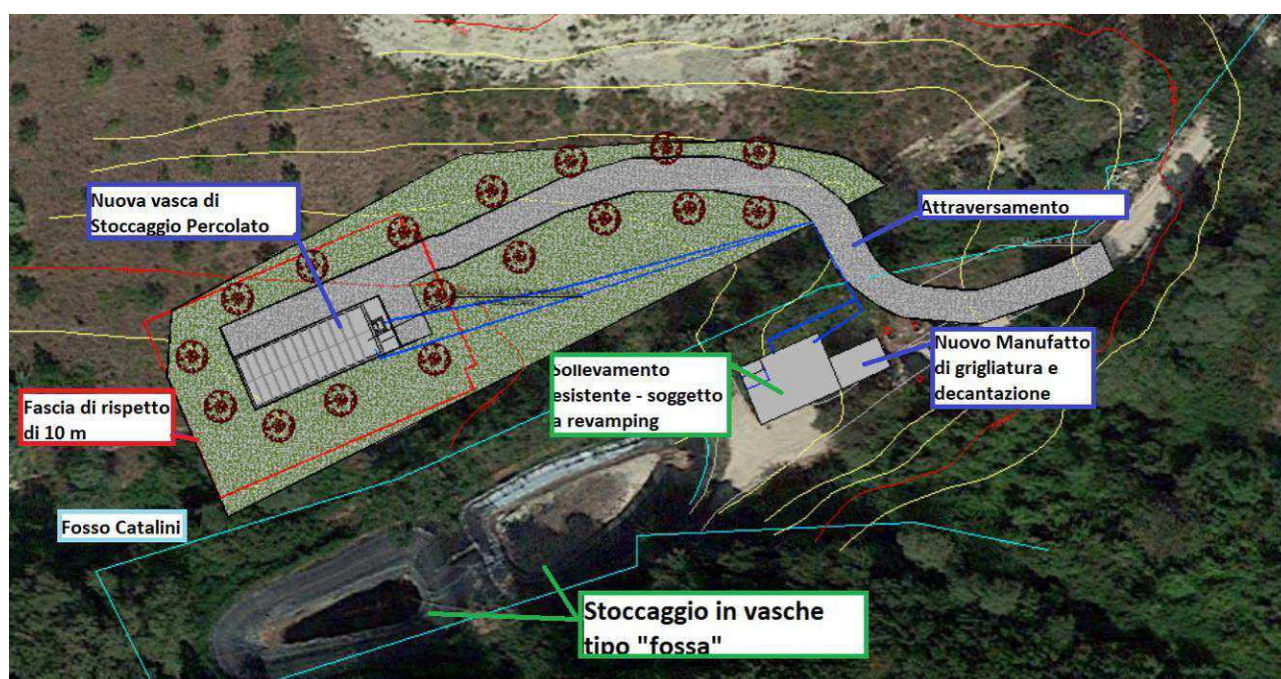 Nuova vasca di
Stoccaggio Percolato
Attraversamento
Nuovo Manufatto
di grigliatura e
decantazione
Sollevamento
esistente - soggetto
a revamping
Fascia di rispetto
di 10 m
Fosso Catalini
Stoccaggio in vasche
tipo "fossa"